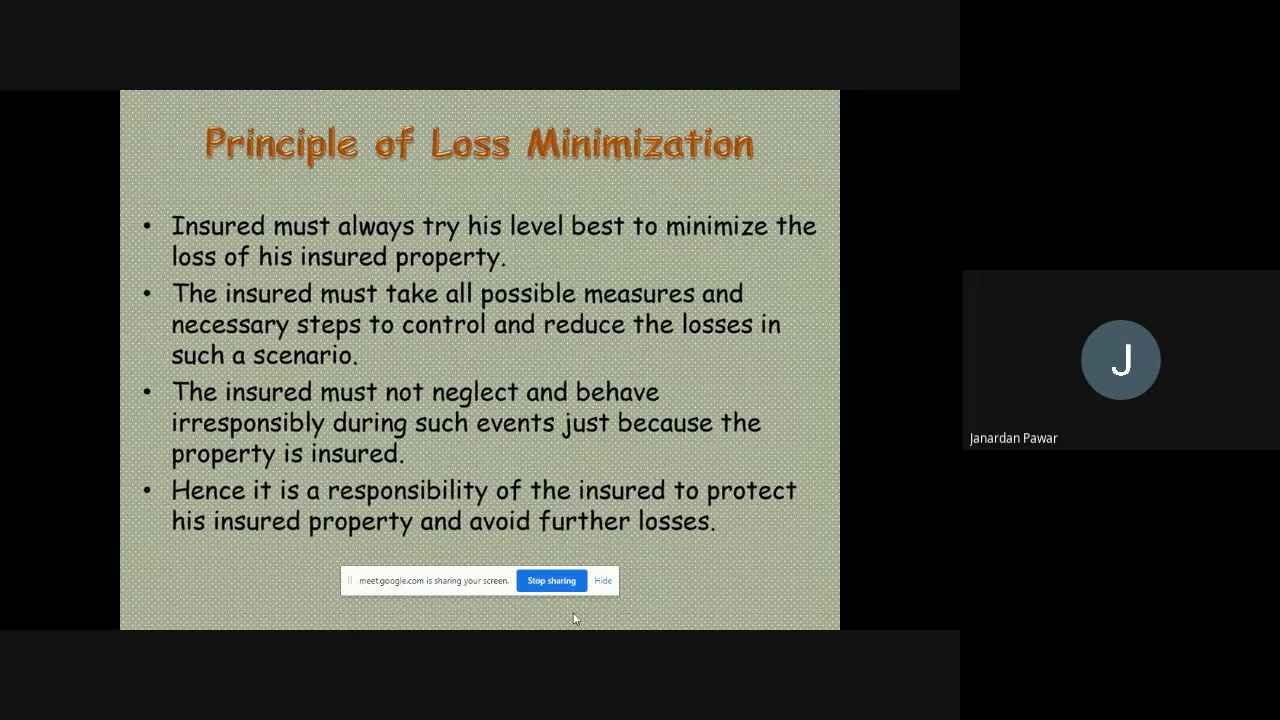 Principle of Loss Minimization
• Insured must always try his level best to minimize the
loss of his insured property.
• The insured must take all possible measures and
necessary steps to control and reduce the losses in
such a scenario.
• The insured must not neglect and behave
irresponsibly during such events just because the
property is insured.
• Hence it is a responsibility of the insured to protect
his insured property and avoid further losses.
meet.google.com is sharing your screen. Stop sharing Hide
J
Janardan Pawar